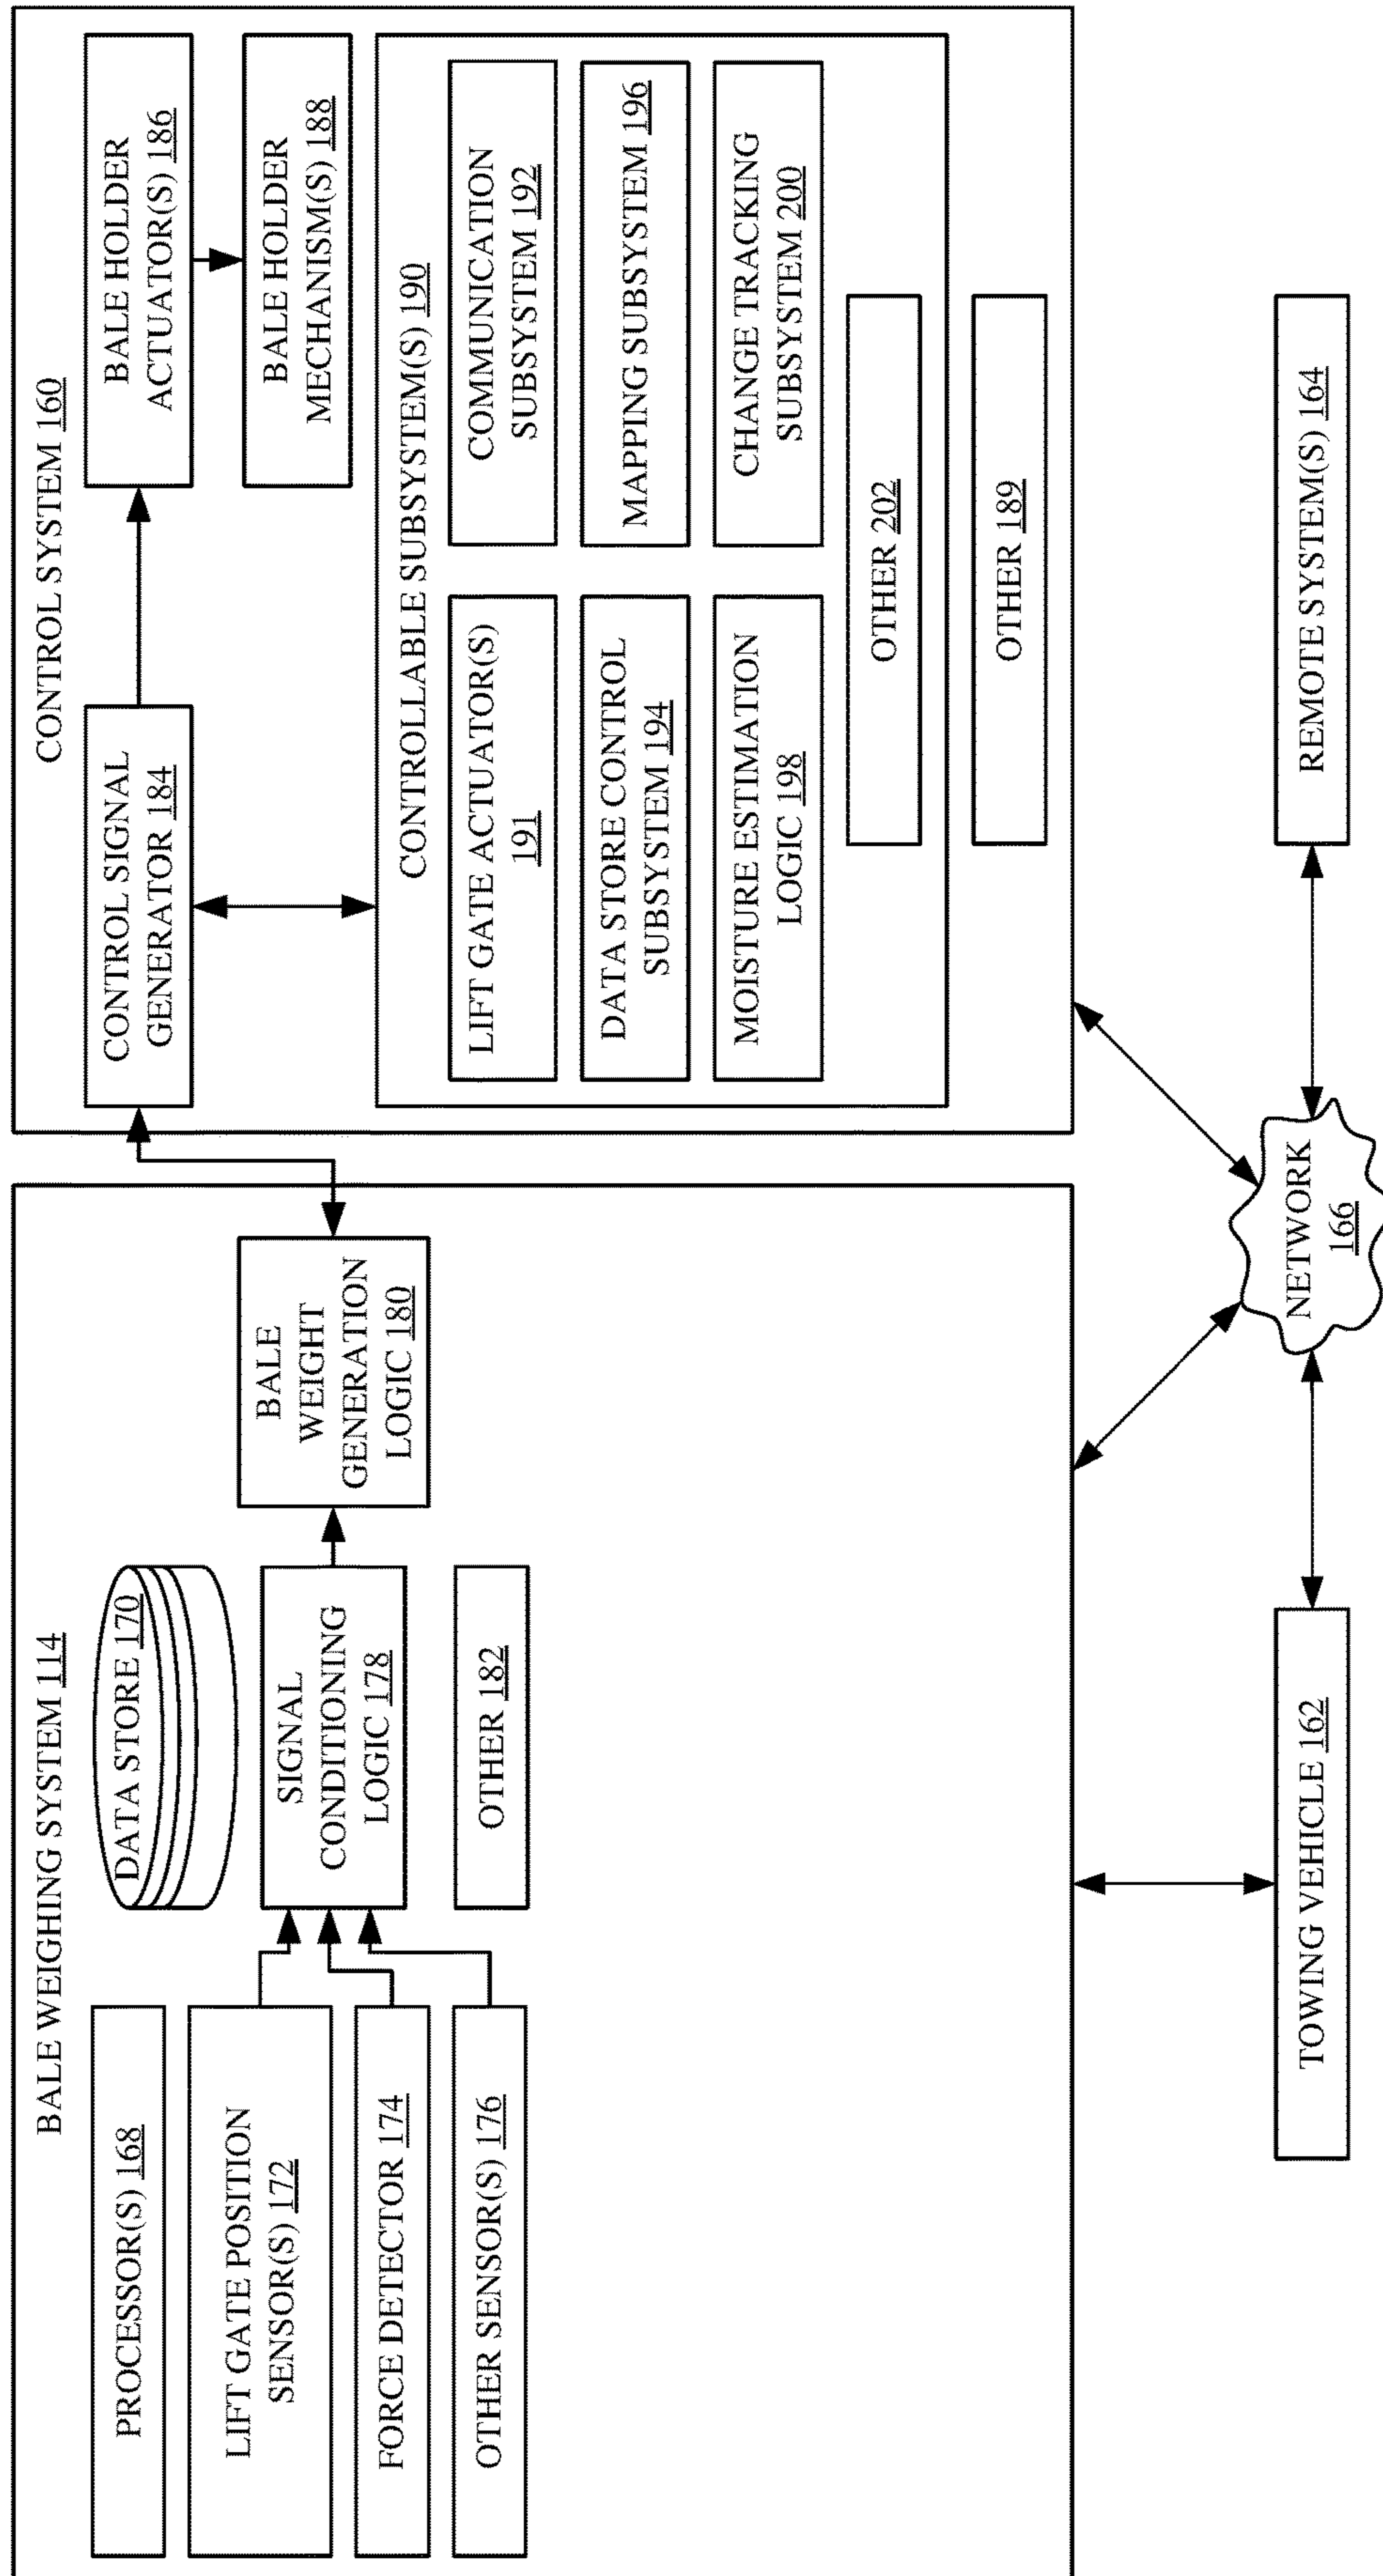 BALE WEIGHING SYSTEM 114
PROCESSOR(S) 168
LIFT GATE POSITION
SENSOR(S) 172
FORCE DETECTOR 174
OTHER SENSOR(S) 176
DATA STORE 170
SIGNAL
CONDITIONING
LOGIC 178
OTHER 182
BALE
WEIGHT
GENERATION
LOGIC 180
CONTROL SYSTEM 160
CONTROL SIGNAL
GENERATOR 184
BALE HOLDER
ACTUATOR(S) 186
BALE HOLDER
MECHANISM(S) 188
CONTROLLABLE SUBSYSTEM(S) 190
LIFT GATE ACTUATOR(S)
191
COMMUNICATION
SUBSYSTEM 192
DATA STORE CONTROL
SUBSYSTEM 194
MAPPING SUBSYSTEM 196
MOISTURE ESTIMATION
LOGIC 198
CHANGE TRACKING
SUBSYSTEM 200
OTHER 202
OTHER 189
TOWING VEHICLE 162
NETWORK
166
REMOTE SYSTEM(S) 164